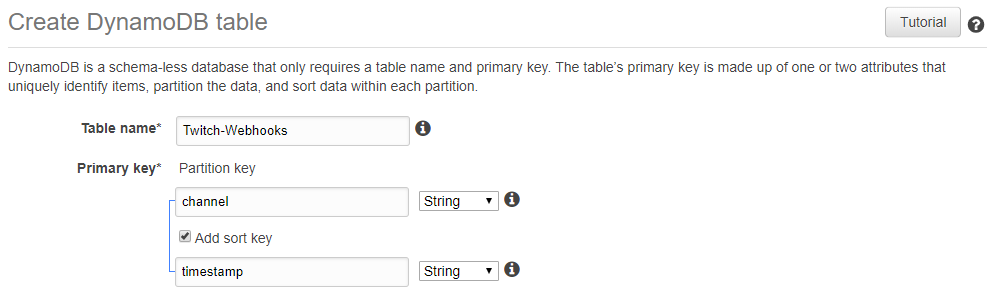 Create DynamoDB table
Tutorial
DynamoDB is a schema-less database that only requires a table name and primary key. The table's primary key is made up of one or two attributes that
uniquely identify items, partition the data, and sort data within each partition.
Table name* Twitch-Webhooks
Primary key* Partition key
channel String
Add sort key
timestamp String